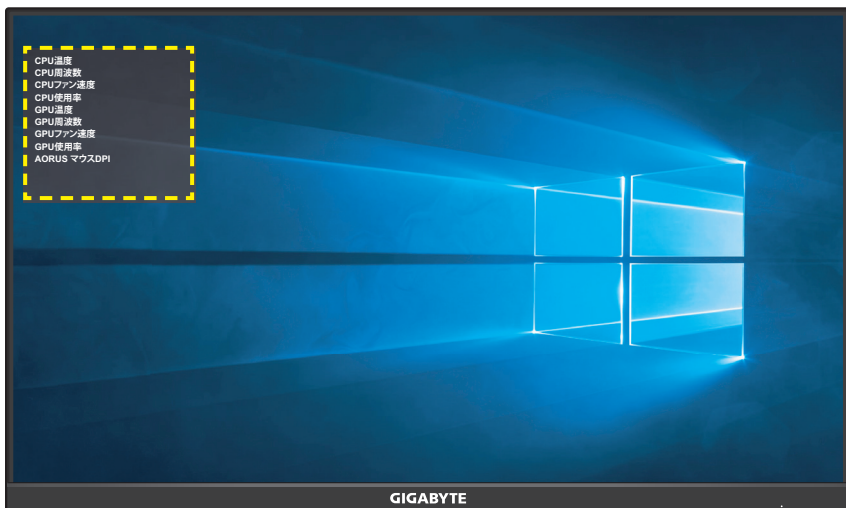 CPU温度
CPU周波数
CPUファン速度
CPU使用率
GPU温度
GPU周波数
GPUファン速度
GPU使用率
AORUS マウスDPI
GIGABYTE